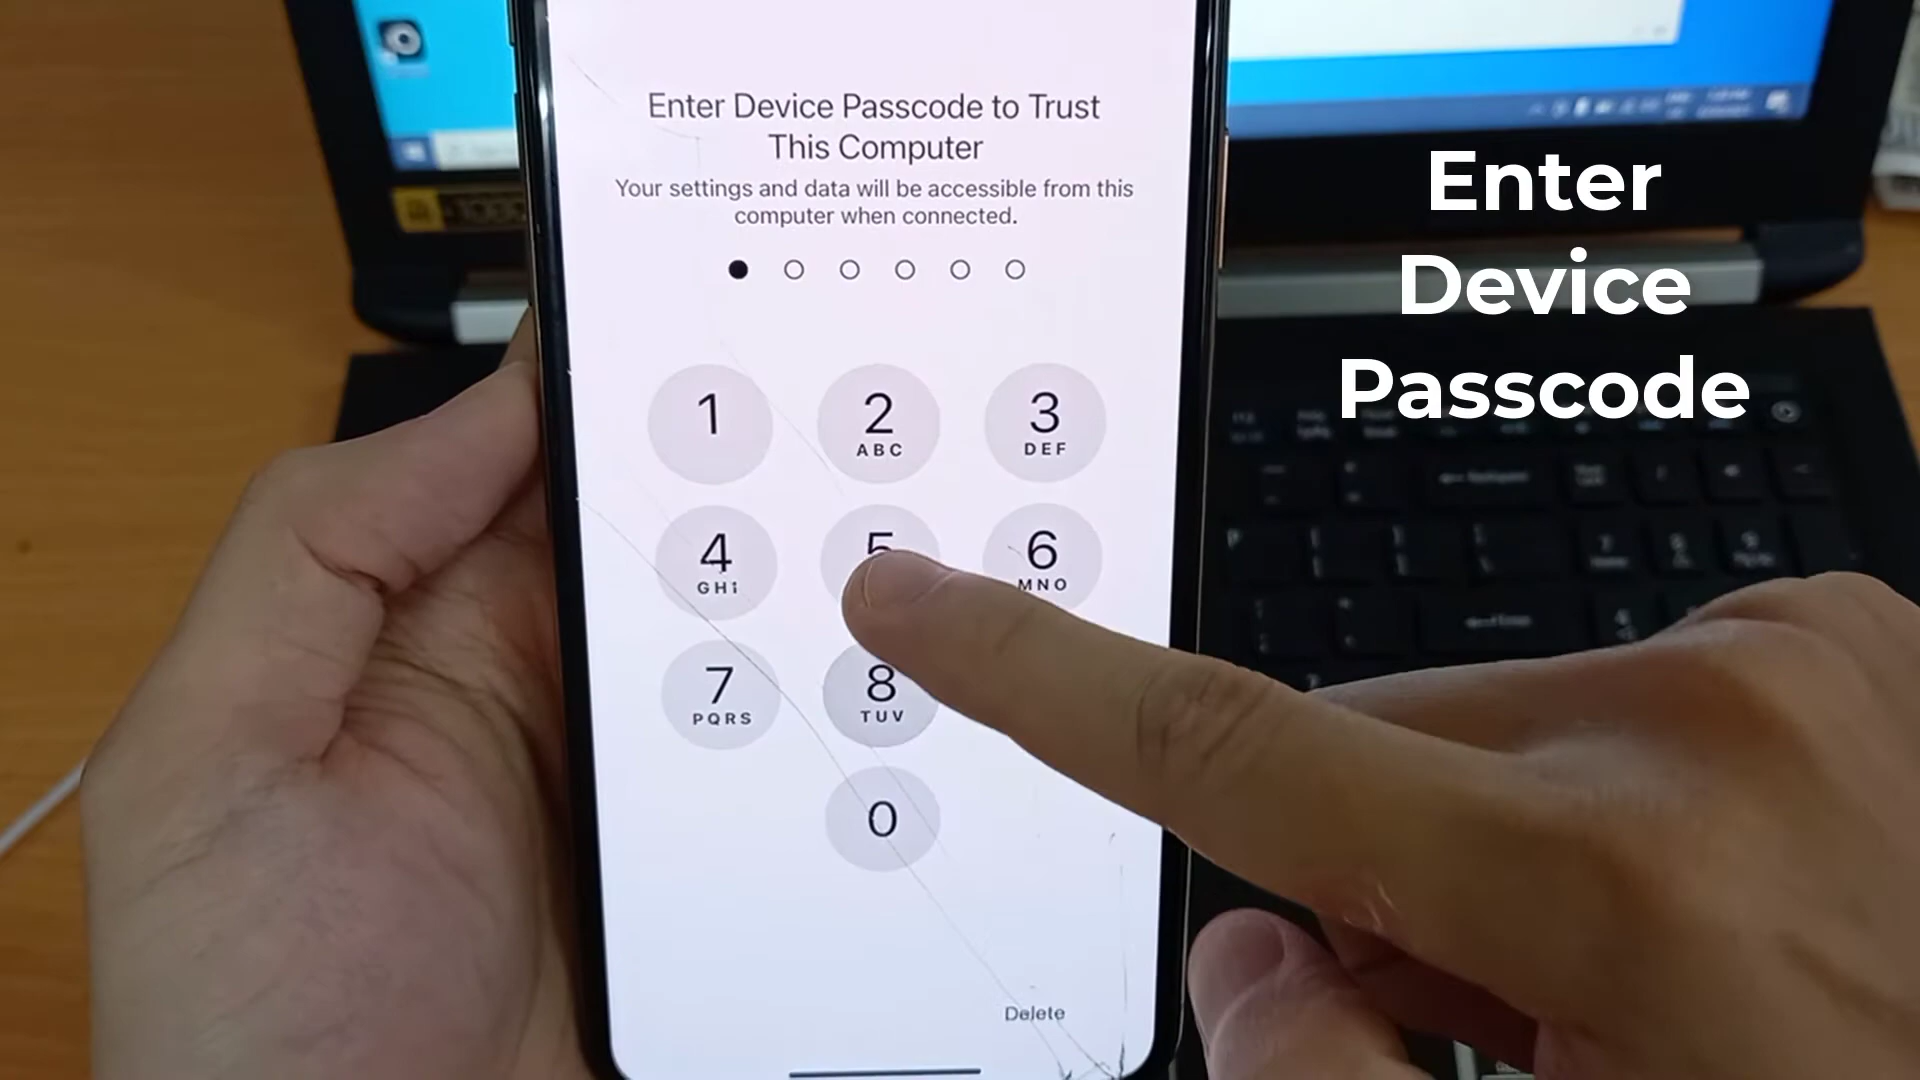 Enter Device Passcode to Trust
This Computer
Your settings and data will be accessible from this
computer when connected.
1
2
ABC
3
DEF
4
GHI
5
6
MNO
7
PQRS
8
TUV
0
Delete
Enter
Device
Passcode